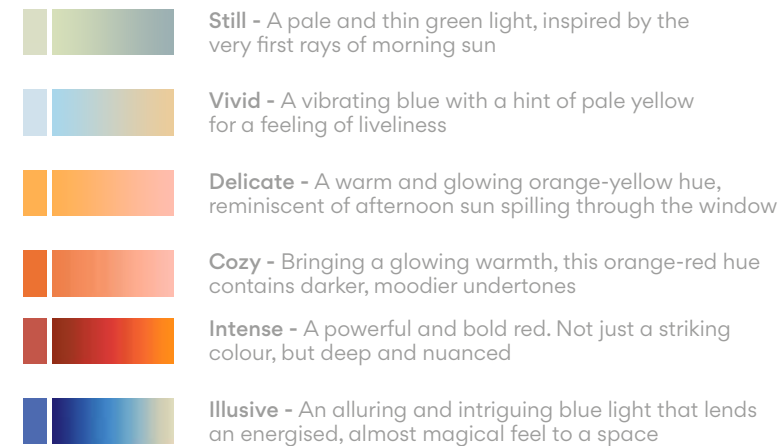 Still - A pale and thin green light, inspired by the
very first rays of morning sun
Vivid - A vibrating blue with a hint of pale yellow
for a feeling of liveliness
Delicate - A warm and glowing orange-yellow hue,
reminiscent of afternoon sun spilling through the window
Cozy - Bringing a glowing warmth, this orange-red hue
contains darker, moodier undertones
Intense - A powerful and bold red. Not just a striking
colour, but deep and nuanced
Illusive - An alluring and intriguing blue light that lends
an energised, almost magical feel to a space